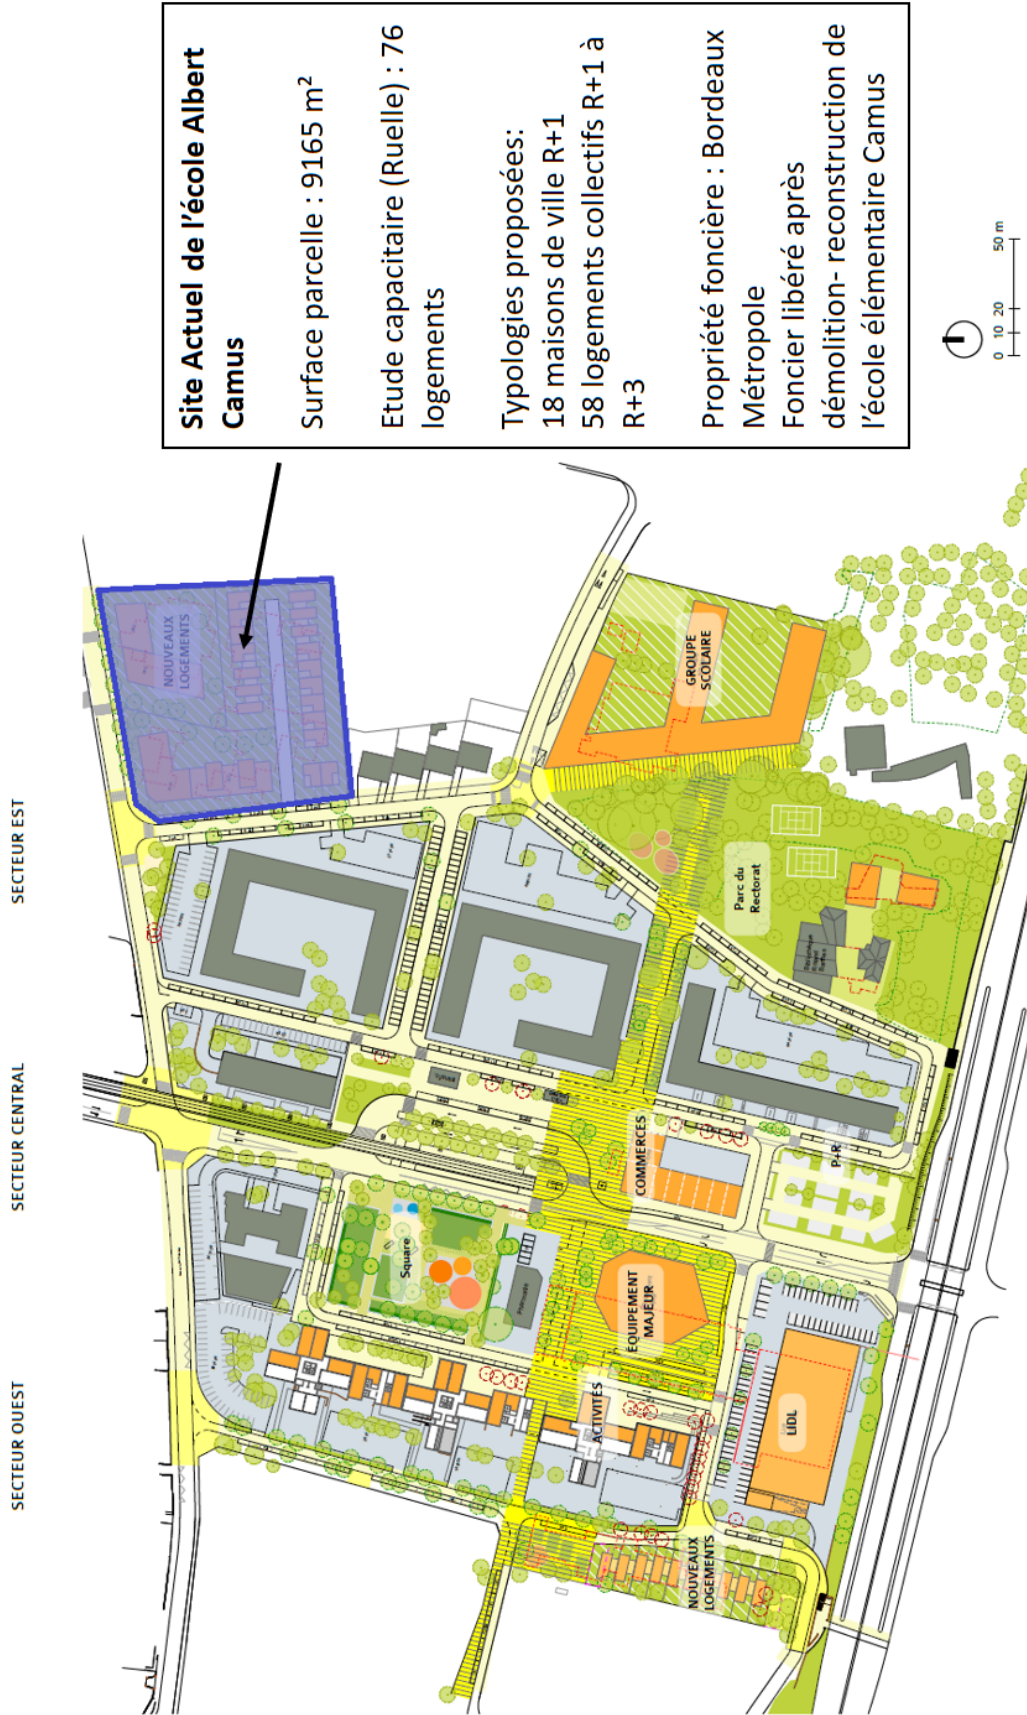 SECTEUR OUEST
SECTEUR CENTRAL
SECTEUR EST
NOUVEAUX
LOGEMENTS
GROUPE
SCOLAIRE
Parc du
Rectorat
Square
COMMERCES
P+R
ÉQUIPEMENT
MAJEUR
ACTIVITÉS
LIDL
NOUVEAUX
LOGEMENTS
Site Actuel de l'école Albert
Camus
Surface parcelle : 9165 m²
Etude capacitaire (Ruelle) : 76
logements
Typologies proposées:
18 maisons de ville R+1
58 logements collectifs R+1 à
R+3
Propriété foncière : Bordeaux
Métropole
Foncier libéré après
démolition- reconstruction de
l'école élémentaire Camus
0 10 20 50 m